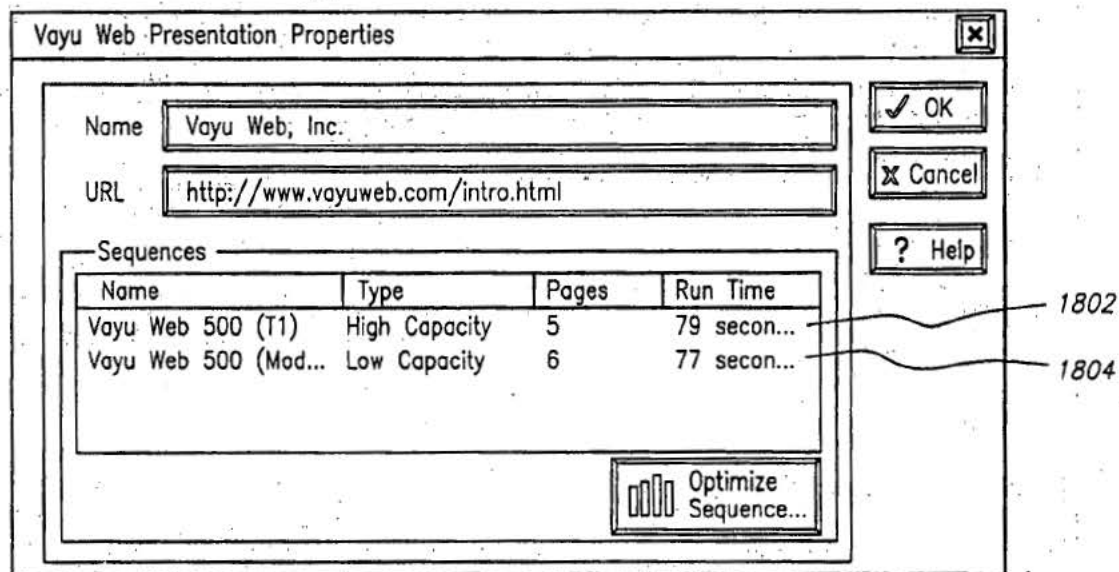 Vayu Web Presentation Properties
Name Vayu Web, Inc.
OK
URL http://www.vayuweb.com/intro.html
Cancel
? Help
Sequences
Name Type Pages Run Time
Vayu Web 500 (T1) High Capacity 5 79 secon...
1802
Vayu Web 500 (Mod... Low Capacity 6 77 secon...
1804
Optimize
Sequence...